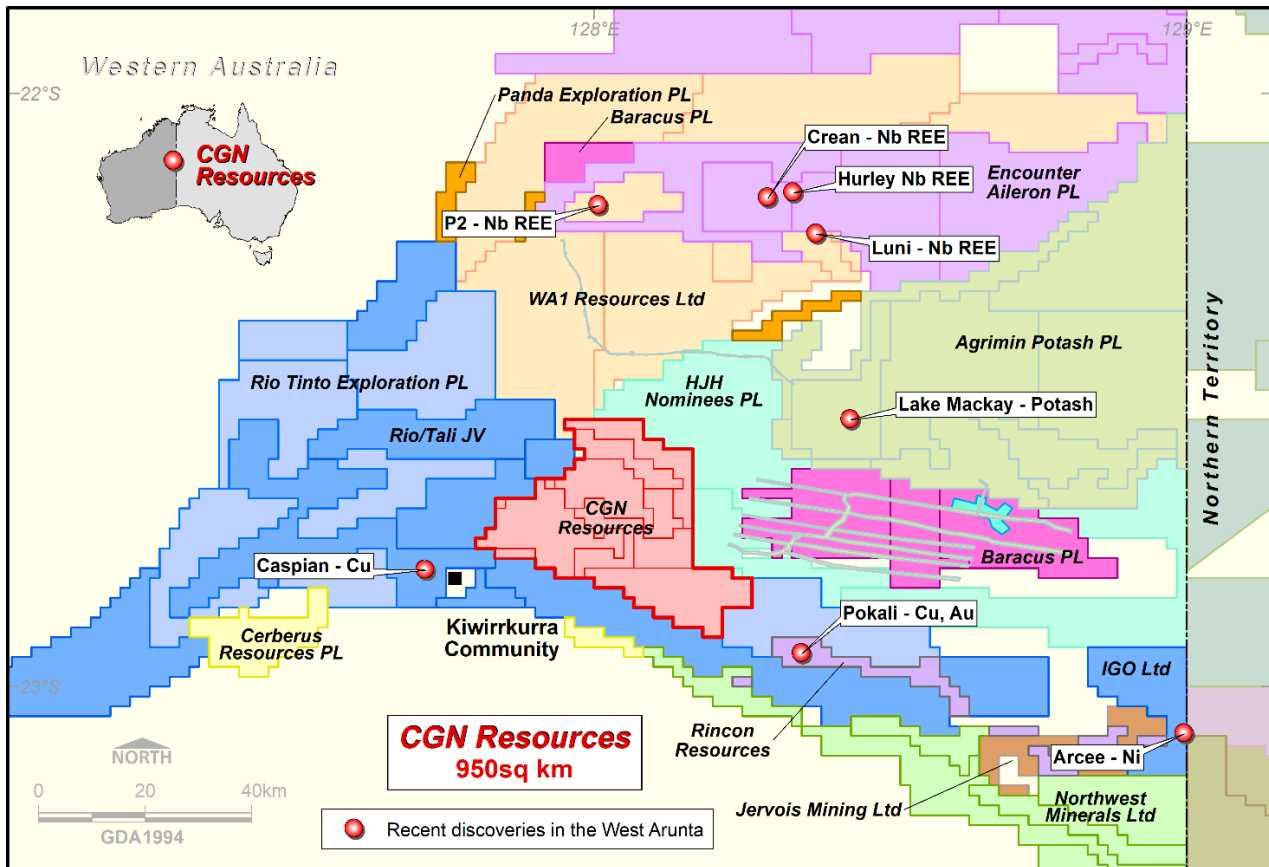 128°E
129°E
Western Australia
22°S
Panda Exploration PL
Baracus PL
CGN
Resources
Crean - Nb REE
Hurley Nb REE
Encounter
Aileron PL
P2 - Nb REE
Luni - Nb REE
WA1 Resources Ltd
Agrimin Potash PL
Northern Territory
Rio Tinto Exploration PL
HJH
Nominees PL
Lake Mackay - Potash
Rio/Tali JV
CGN
Resources
Caspian - Cu
Baracus PL
Pokali - Cu, Au
Kiwirrkurra
Community
Cerberus
Resources PL
IGO Ltd
23°S
CGN Resources
950sq km
Rincon
Resources
Arcee - Ni
NORTH
0 20 40km
GDA1994
Jervois Mining Ltd
Northwest
Minerals Ltd
Recent discoveries in the West Arunta